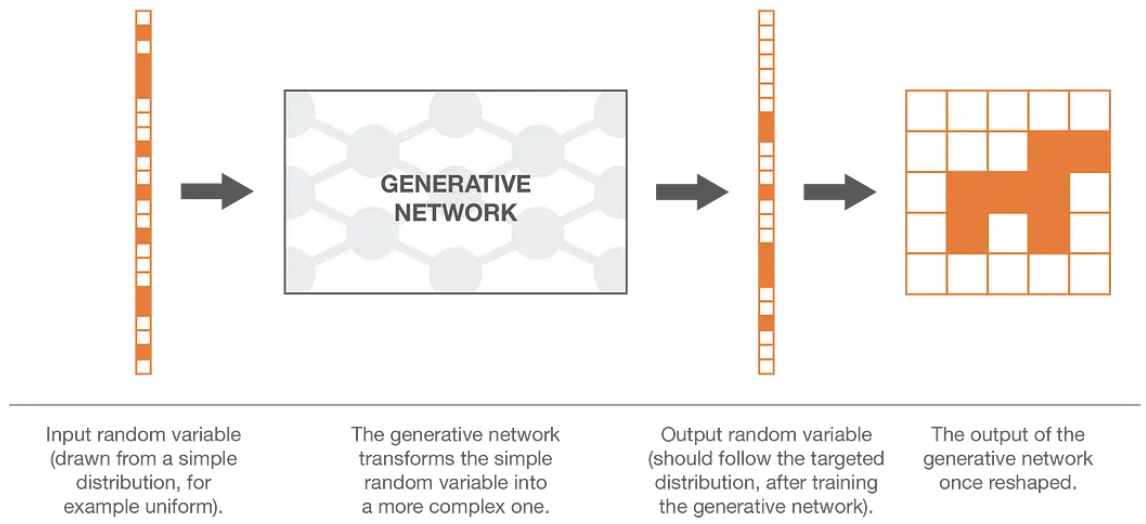 GENERATIVE
NETWORK
Input random variable
(drawn from a simple
distribution, for
example uniform).
The generative network
transforms the simple
random variable into
a more complex one.
Output random variable
(should follow the targeted
distribution, after training
the generative network).
The output of the
generative network
once reshaped.